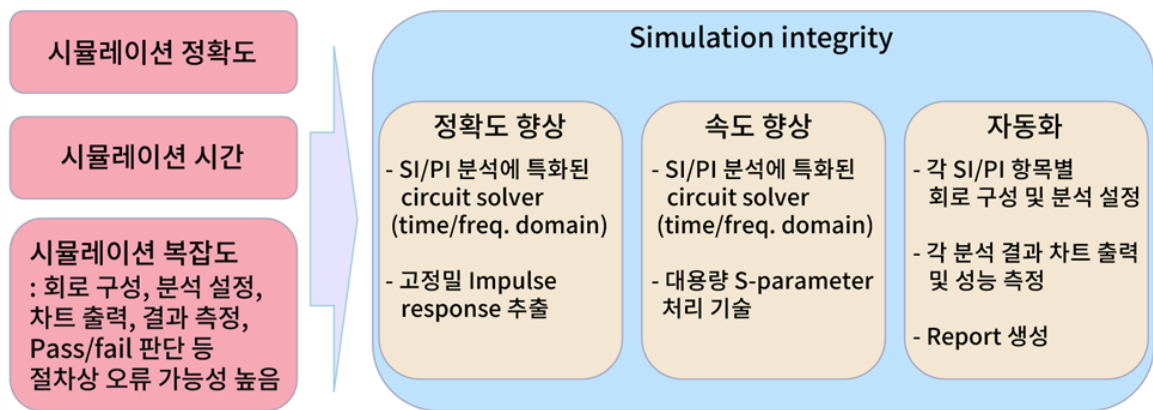 시뮬레이션 정확도
시뮬레이션 시간
시뮬레이션 복잡도
: 회로 구성, 분석 설정,
차트 출력, 결과 측정,
Pass/fail 판단 등
절차상 오류 가능성 높음
Simulation integrity
정확도 향상
- SI/PI 분석에 특화된
circuit solver
(time/freq. domain)
- 고정밀 Impulse
response 추출
속도 향상
- SI/PI 분석에 특화된
circuit solver
(time/freq. domain)
- 대용량 S-parameter
처리 기술
자동화
- 각 SI/PI 항목별
회로 구성 및 분석 설정
- 각 분석 결과 차트 출력
및 성능 측정
- Report 생성